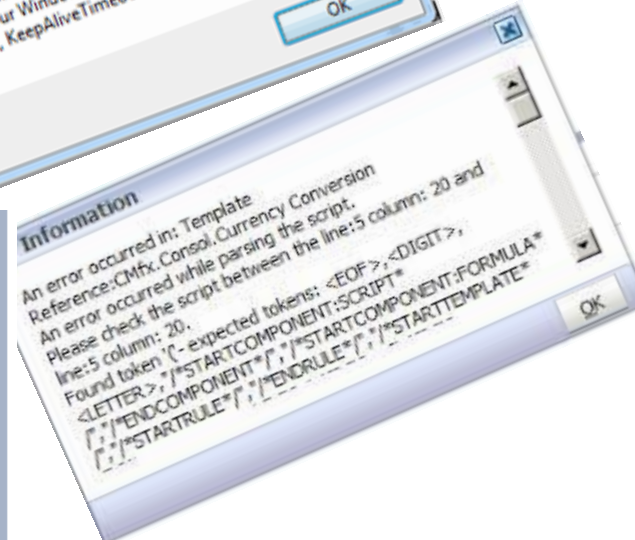 ur Windo
, KeepAliveTimeo
OK
Information
An error occurred in: Template
Reference:CMfx.Consol.Currency Conversion
An error occurred while parsing the script.
Please check the script between the line:5 column: 20 and
line:5 column: 20.
Found token '(' - expected tokens: <EOF>,<DIGIT>,
<LETTER>,'/*STARTCOMPONENT:SCRIPT*
/','/*ENDCOMPONENT*/','/*STARTCOMPONENT:FORMULA*
/','/*STARTRULE*/','/*ENDRULE*/','/*STARTTEMPLATE*
OK